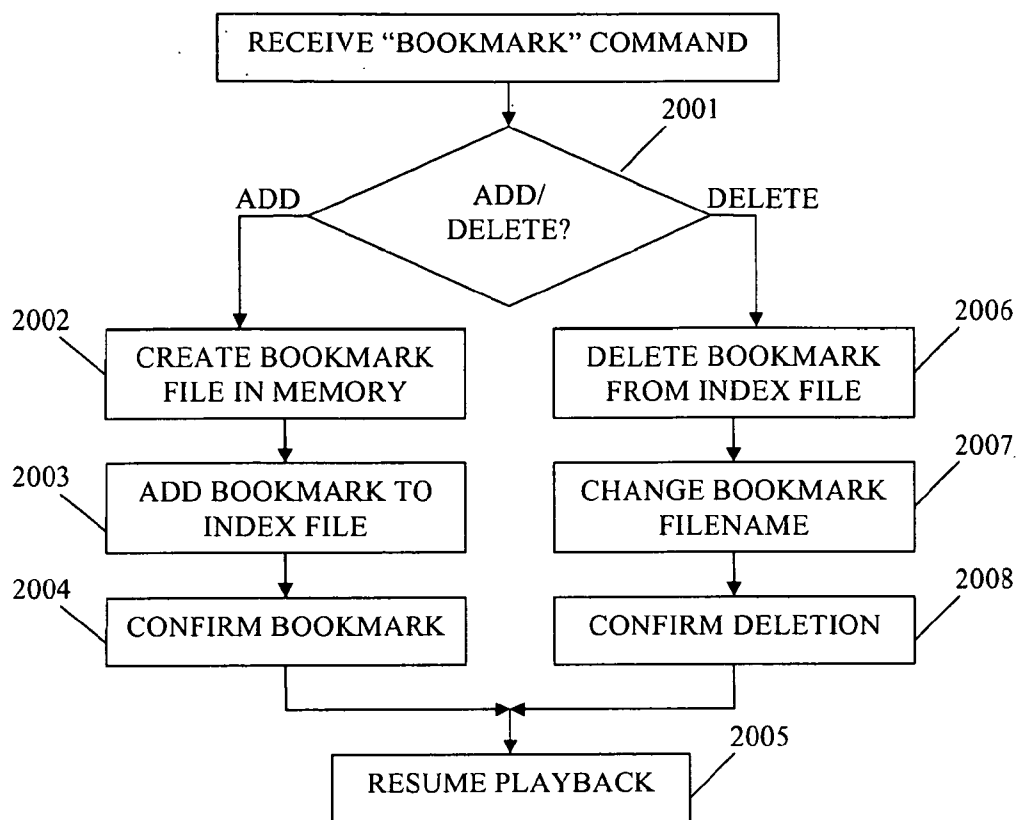 RECEIVE “BOOKMARK” COMMAND
2001
ADD/
DELETE?
ADD
DELETE
2002
CREATE BOOKMARK
FILE IN MEMORY
2006
DELETE BOOKMARK
FROM INDEX FILE
2003
ADD BOOKMARK TO
INDEX FILE
2007
CHANGE BOOKMARK
FILENAME
2004
CONFIRM BOOKMARK
2008
CONFIRM DELETION
2005
RESUME PLAYBACK